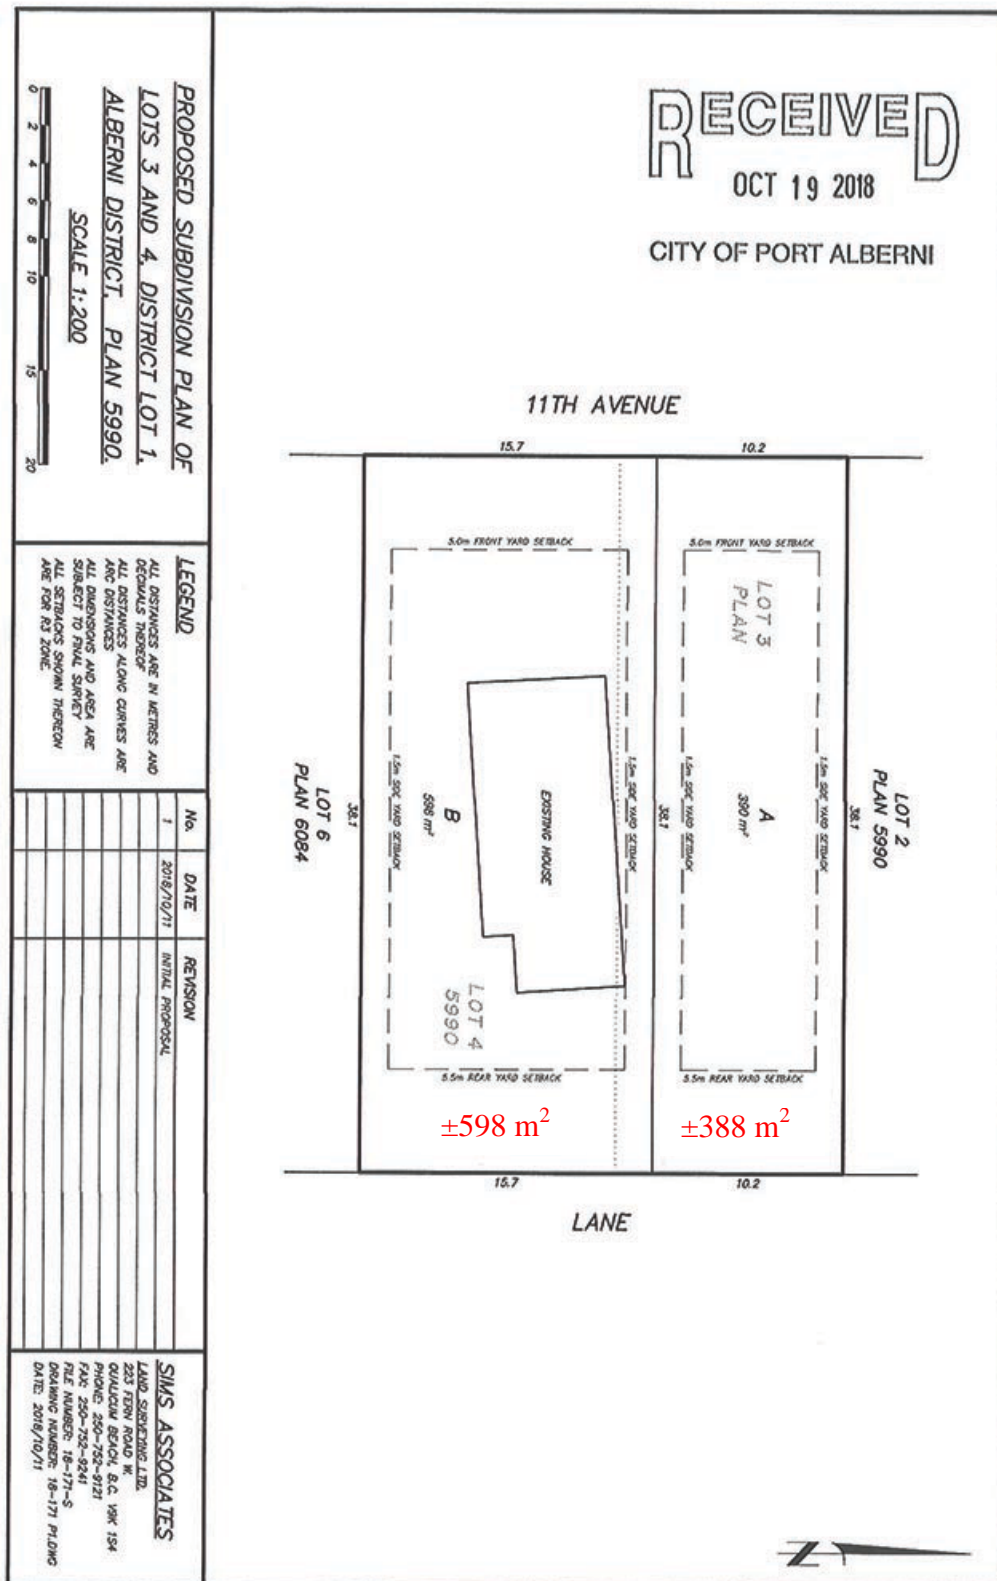 RECEIVED
OCT 19 2018
CITY OF PORT ALBERNI
11TH AVENUE
15.7
10.2
5.0m FRONT YARD SETBACK
5.0m FRONT YARD SETBACK
LOT 3
PLAN
1.5m SIDE YARD SETBACK
1.5m SIDE YARD SETBACK
1.5m SIDE YARD SETBACK
1.5m SIDE YARD SETBACK
LOT 2
PLAN 5990
38.1
A
390 m²
38.1
EXISTING HOUSE
B
598 m²
38.1
LOT 6
PLAN 6084
LOT 4
5990
5.5m REAR YARD SETBACK
5.5m REAR YARD SETBACK
±598 m²
±388 m²
15.7
10.2
LANE
PROPOSED SUBDIVISION PLAN OF
LOTS 3 AND 4, DISTRICT LOT 1,
ALBERNI DISTRICT, PLAN 5990.
SCALE 1:200
0 2 4 6 8 10 15 20
LEGEND
ALL DISTANCES ARE IN METRES AND
DECIMALS THEREOF
ALL DISTANCES ALONG CURVES ARE
ARC DISTANCES
ALL DIMENSIONS AND AREA ARE
SUBJECT TO FINAL SURVEY
ALL SETBACKS SHOWN THEREON
ARE FOR R3 ZONE.
No. DATE REVISION
1 2018/10/11 INITIAL PROPOSAL
SIMS ASSOCIATES
LAND SURVEYING LTD.
223 FERN ROAD W.
QUALICUM BEACH, B.C. V9K 1S4
PHONE: 250-752-9121
FAX: 250-752-9241
FILE NUMBER: 18-171-S
DRAWING NUMBER: 18-171 P1.DWG
DATE: 2018/10/11